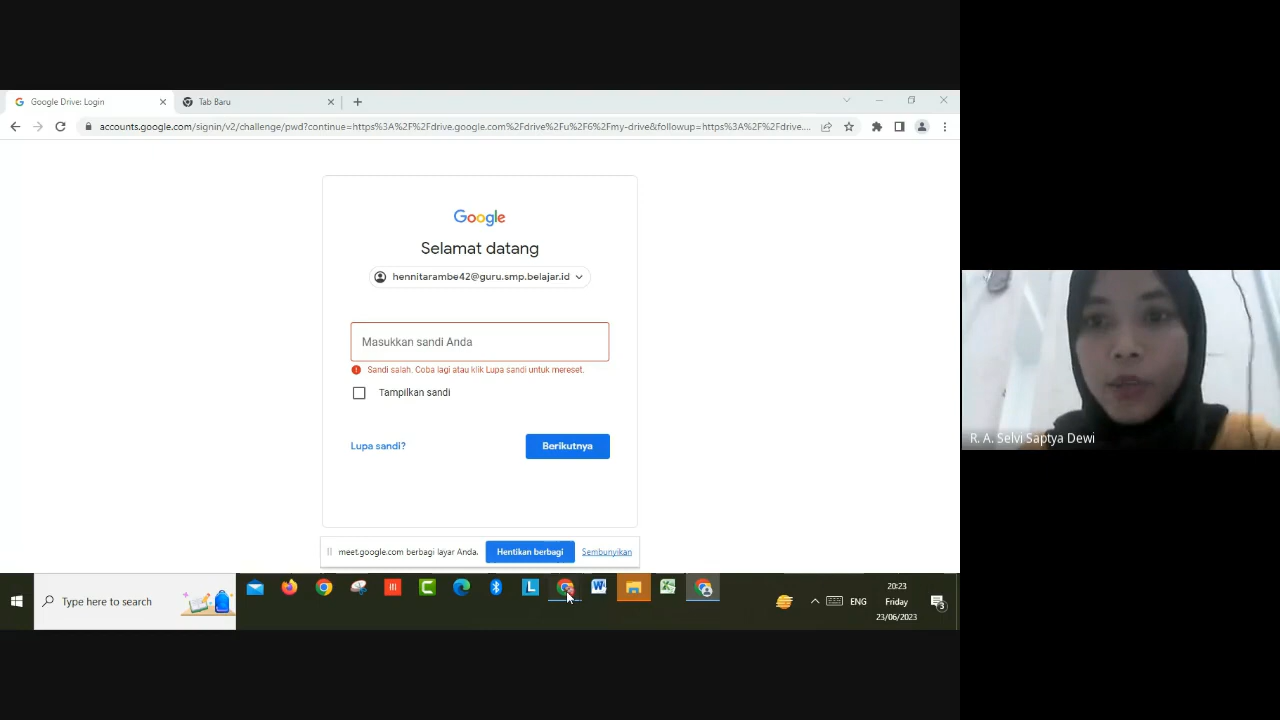 Google Drive: Login
Tab Baru
accounts.google.com/signin/v2/challenge/pwd?continue=https%3A%2F%2Fdrive.google.com%2Fdrive%2Fu%2F6%2Fmy-drive&followup=https%3A%2F%2Fdrive....
Google
Selamat datang
hennitarambe42@guru.smp.belajar.id
Masukkan sandi Anda
Sandi salah. Coba lagi atau klik Lupa sandi untuk mereset.
Tampilkan sandi
Lupa sandi?
Berikutnya
R. A. Selvi Saptya Dewi
meet.google.com berbagi layar Anda.
Hentikan berbagi
Sembunyikan
Type here to search
L
W
ENG
20:23
Friday
23/06/2023
3